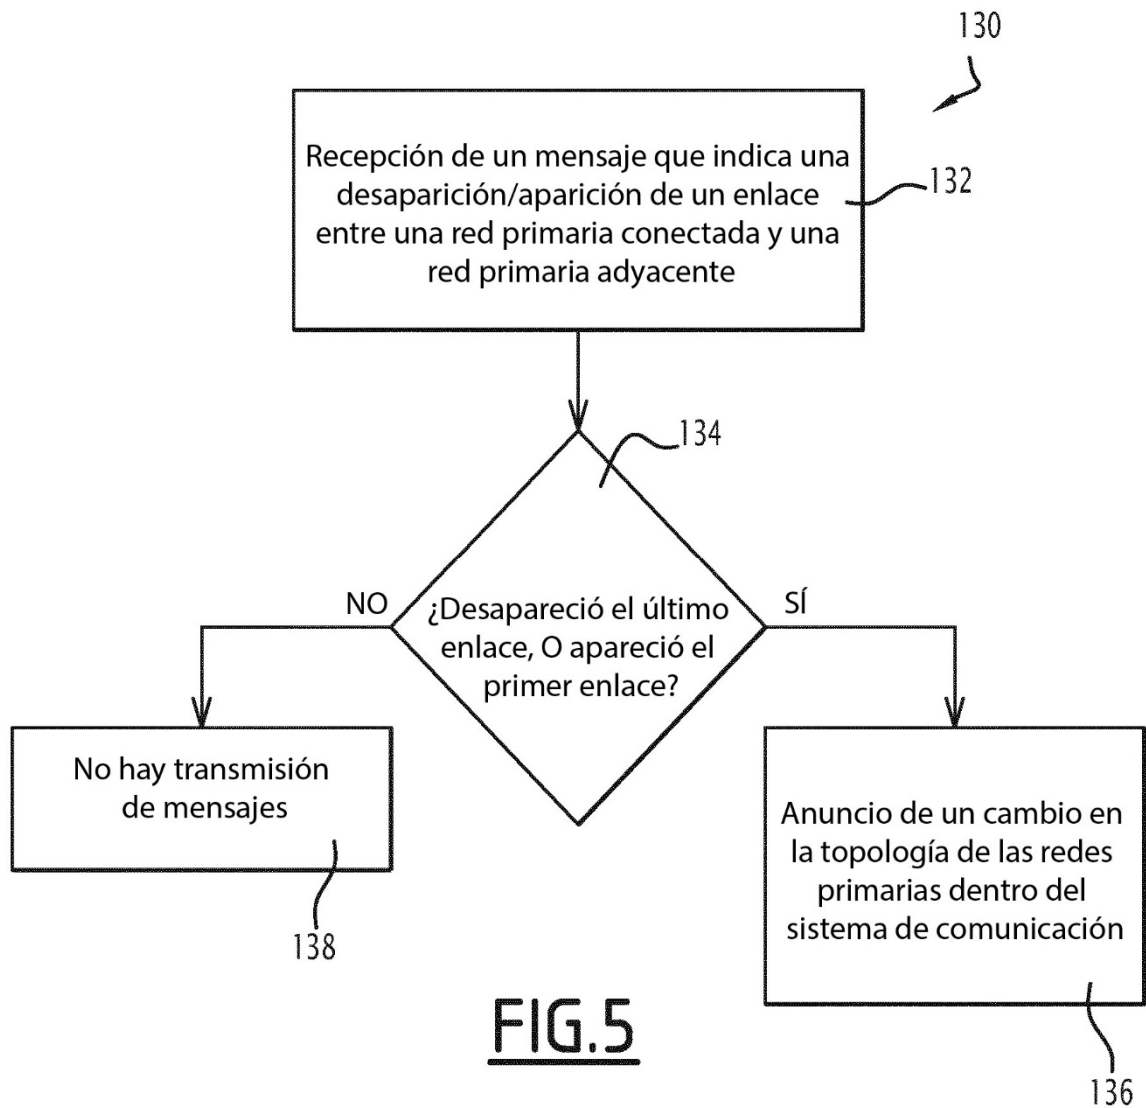 130
Recepción de un mensaje que indica una
desaparición/aparición de un enlace
entre una red primaria conectada y una
red primaria adyacente
132
134
NO
¿Desapareció el último
enlace, O apareció el
primer enlace?
SÍ
No hay transmisión
de mensajes
138
Anuncio de un cambio en
la topología de las redes
primarias dentro del
sistema de comunicación
136
FIG.5